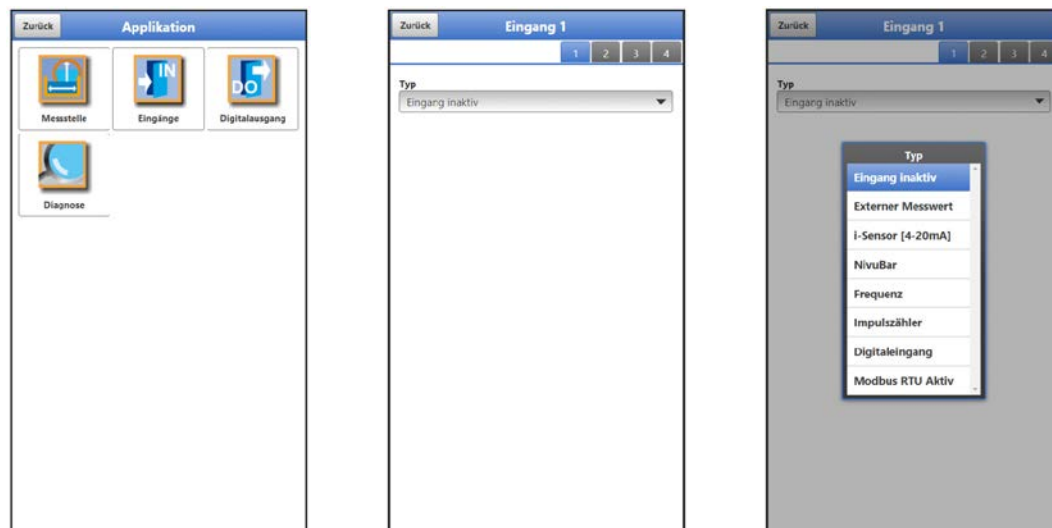 Zurück
Applikation
IN
DO
Messstelle
Eingänge
Digitalausgang
Diagnose
Zurück
Eingang 1
1 2 3 4
Typ
Eingang inaktiv
Zurück
Eingang 1
1 2 3 4
Typ
Eingang inaktiv
Typ
Eingang inaktiv
Externer Messwert
i-Sensor [4-20mA]
NivuBar
Frequenz
Impulszähler
Digitaleingang
Modbus RTU Aktiv